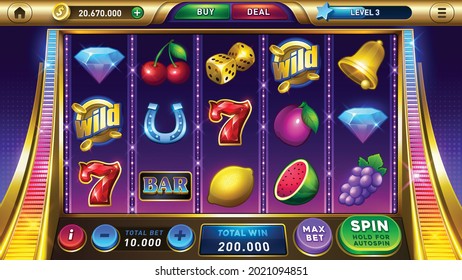 20.670.000 +
BUY
DEAL
LEVEL 3
wild
wild
7
7
BAR
i
TOTAL BET
10.000
TOTAL WIN
200.000
MAX
BET
SPIN
HOLD FOR
AUTOSPIN
shutterstock.com · 2021094851